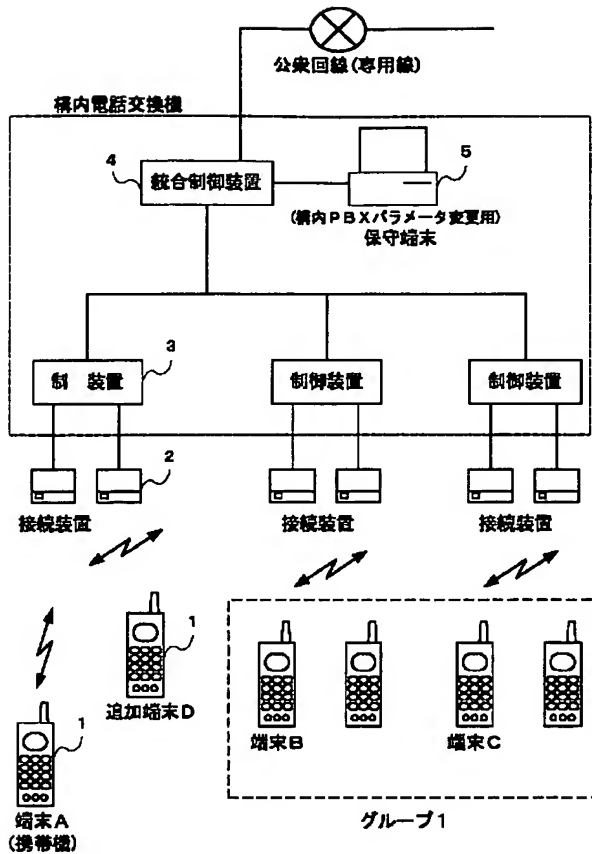 公衆回線(専用線)
構内電話交換機
4
統合制御装置
5
(構内PBXパラメータ変更用)
保守端末
3
制 装置
制御装置
制御装置
2
接続装置
接続装置
接続装置
1
追加端末D
1
端末A
(携帯機)
端末B
端末C
グループ1